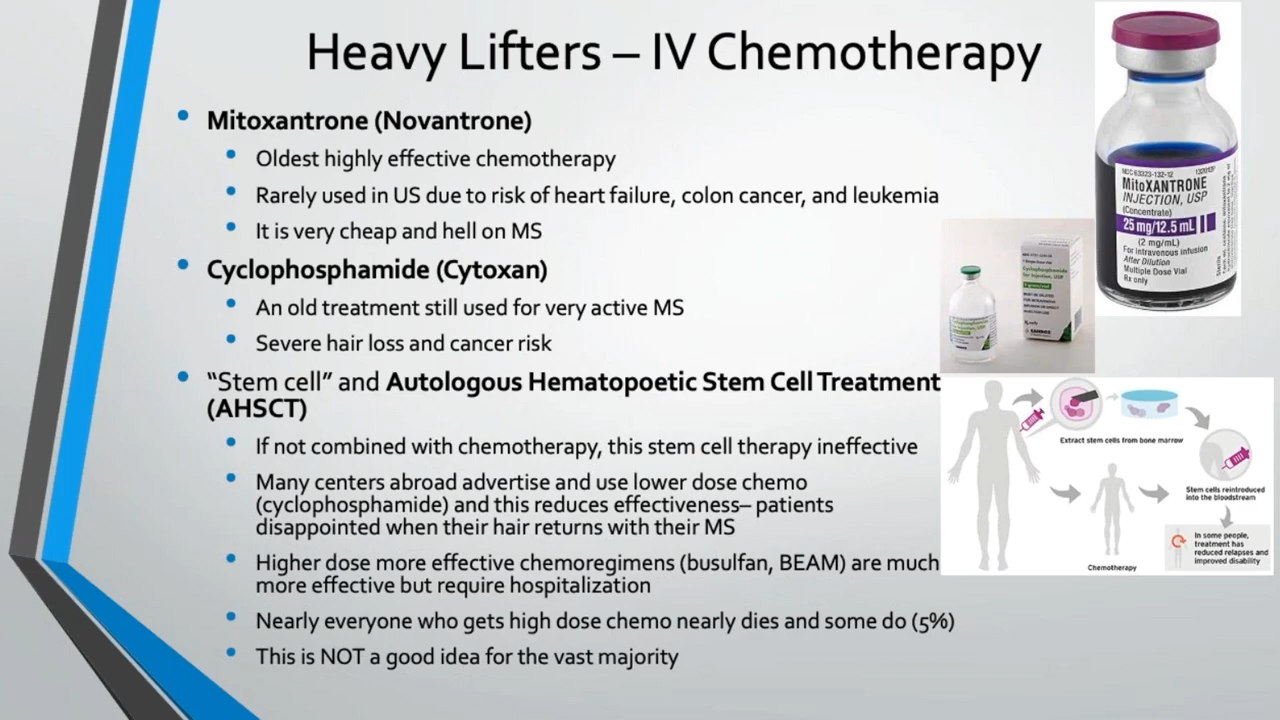 Heavy Lifters – IV Chemotherapy
Mitoxantrone (Novantrone)
Oldest highly effective chemotherapy
Rarely used in US due to risk of heart failure, colon cancer, and leukemia
It is very cheap and hell on MS
Cyclophosphamide (Cytoxan)
An old treatment still used for very active MS
Severe hair loss and cancer risk
“Stem cell” and Autologous Hematopoetic Stem Cell Treatment
(AHSCT)
If not combined with chemotherapy, this stem cell therapy ineffective
Many centers abroad advertise and use lower dose chemo
(cyclophosphamide) and this reduces effectiveness– patients
disappointed when their hair returns with their MS
Higher dose more effective chemoregimens (busulfan, BEAM) are much
more effective but require hospitalization
Nearly everyone who gets high dose chemo nearly dies and some do (5%)
This is NOT a good idea for the vast majority
NDC 63323-132-12
MitoXANTRONE
INJECTION, USP
(Concentrate)
25 mg/12.5 mL
(2 mg/mL)
For intravenous infusion
After Dilution
Multiple Dose Vial
Rx only
Cyclophosphamide
for Injection, USP
SANDOZ
Extract stem cells from bone marrow
Stem cells reintroduced
into the bloodstream
In some people,
treatment has
reduced relapses and
improved disability
Chemotherapy